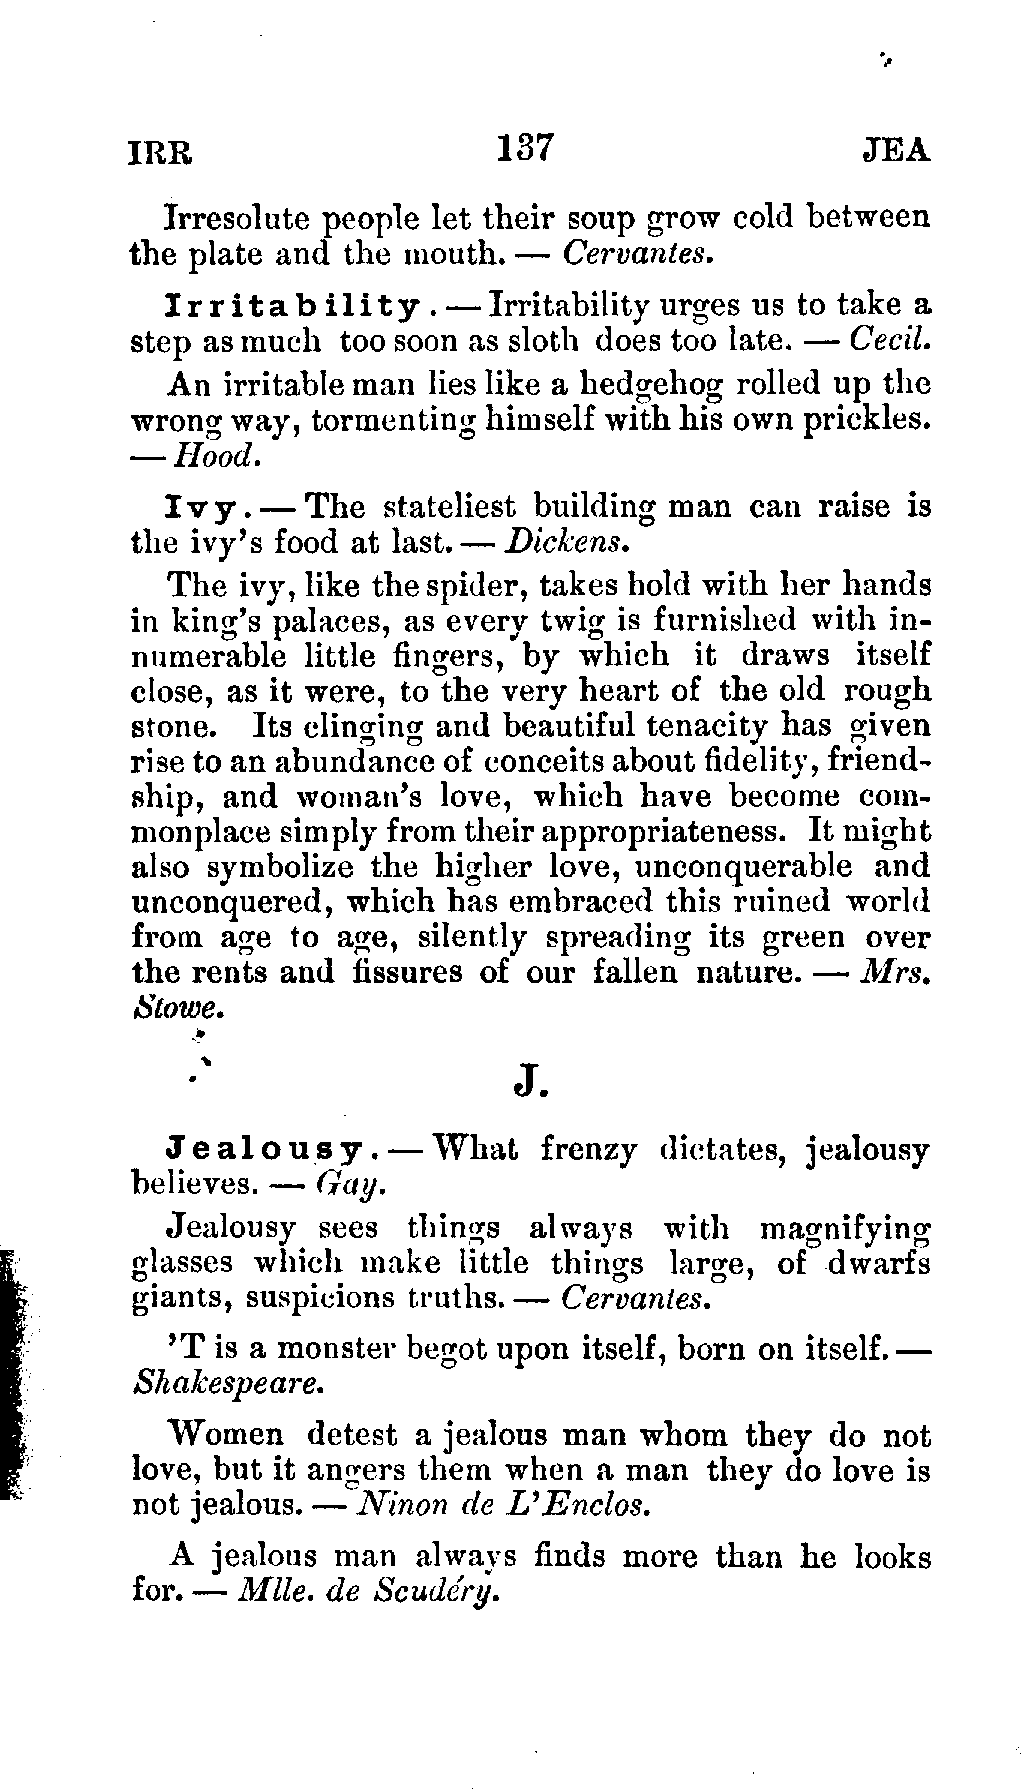 IRR 137 JEA
Irresolute people let their soup grow cold between
the plate and the mouth. — Cervantes.
Irritability. — Irritability urges us to take a
step as much too soon as sloth does too late. — Cecil.
An irritable man lies like a hedgehog rolled up the
wrong way, tormenting himself with his own prickles.
— Hood.
Ivy. — The stateliest building man can raise is
the ivy's food at last. — Dickens.
The ivy, like the spider, takes hold with her hands
in king's palaces, as every twig is furnished with in-
numerable little fingers, by which it draws itself
close, as it were, to the very heart of the old rough
stone. Its clinging and beautiful tenacity has given
rise to an abundance of conceits about fidelity, friend-
ship, and woman's love, which have become com-
monplace simply from their appropriateness. It might
also symbolize the higher love, unconquerable and
unconquered, which has embraced this ruined world
from age to age, silently spreading its green over
the rents and fissures of our fallen nature. — Mrs.
Stowe.
J.
Jealousy. — What frenzy dictates, jealousy
believes. — Gay.
Jealousy sees things always with magnifying
glasses which make little things large, of dwarfs
giants, suspicions truths. — Cervantes.
'T is a monster begot upon itself, born on itself. —
Shakespeare.
Women detest a jealous man whom they do not
love, but it angers them when a man they do love is
not jealous. — Ninon de L'Enclos.
A jealous man always finds more than he looks
for. — Mlle. de Scudéry.